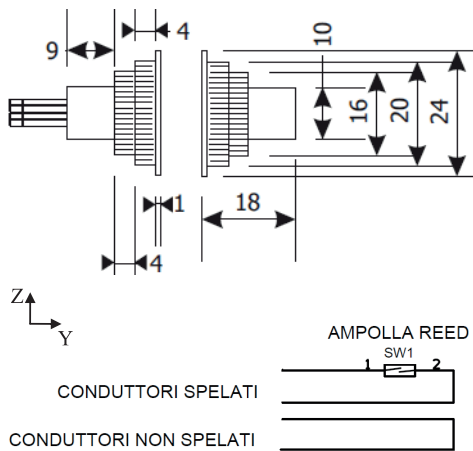 9
4
10
16
20
24
1
18
4
Z
Y
AMPOLLA REED
SW1
1 2
CONDUTTORI SPELATI
CONDUTTORI NON SPELATI